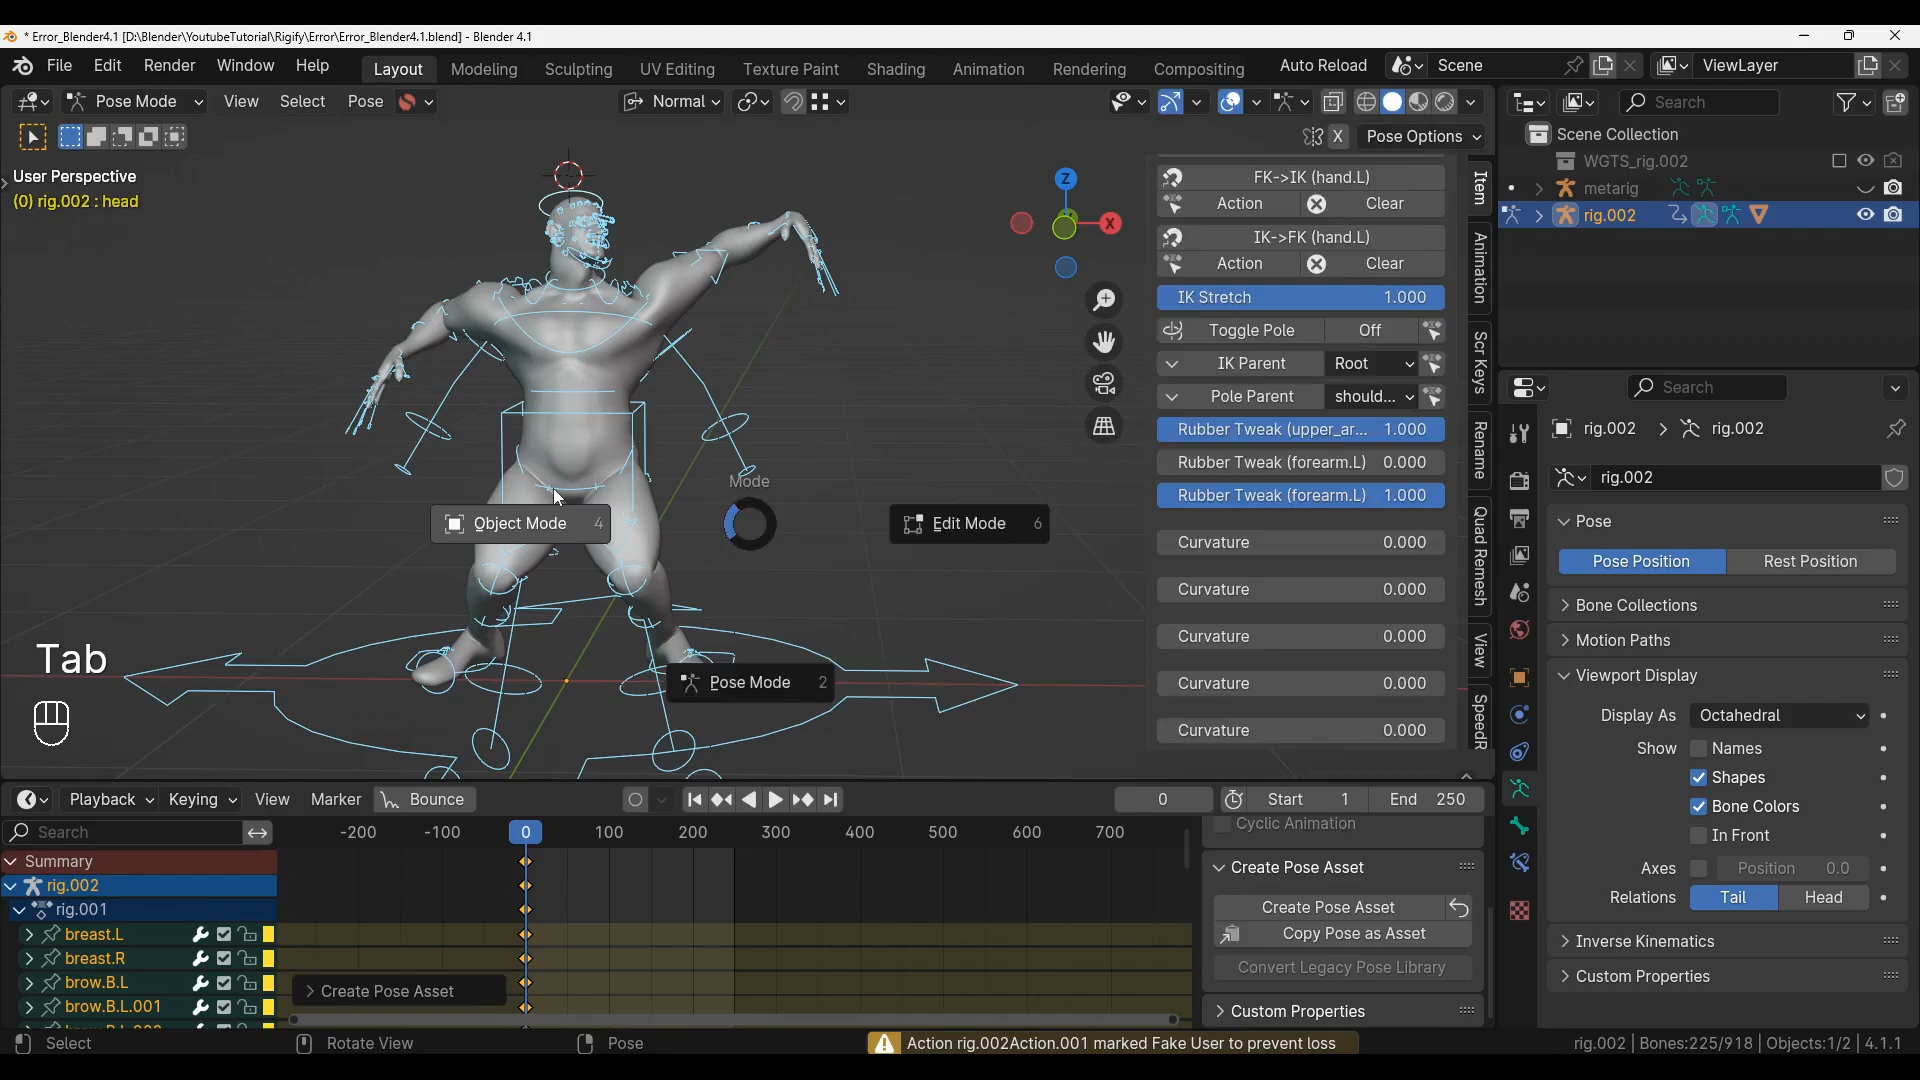 * Error_Blender4.1 [D:\Blender\YoutubeTutorial\Rigify\Error\Error_Blender4.1.blend] - Blender 4.1
File Edit Render Window Help Layout Modeling Sculpting UV Editing Texture Paint Shading Animation Rendering Compositing Auto Reload Scene ViewLayer
Pose Mode View Select Pose Normal Search
X Pose Options
User Perspective
(0) rig.002 : head
Z
X
FK->IK (hand.L)
Action Clear
IK->FK (hand.L)
Action Clear
IK Stretch 1.000
Toggle Pole Off
IK Parent Root
Pole Parent should...
Rubber Tweak (upper_ar... 1.000
Rubber Tweak (forearm.L) 0.000
Rubber Tweak (forearm.L) 1.000
Curvature 0.000
Curvature 0.000
Curvature 0.000
Curvature 0.000
Curvature 0.000
Item
Animation
Scr Keys
Rename
Quad Remesh
View
SpeedR
Mode
Object Mode 4
Edit Mode 6
Pose Mode 2
Tab
Scene Collection
WGTS_rig.002
metarig
rig.002
Search
rig.002 rig.002
rig.002
Pose
Pose Position Rest Position
Bone Collections
Motion Paths
Viewport Display
Display As Octahedral
Show Names
Shapes
Bone Colors
In Front
Axes Position 0.0
Relations Tail Head
Inverse Kinematics
Custom Properties
Playback Keying View Marker Bounce 0 Start 1 End 250
Search -200 -100 0 100 200 300 400 500 600 700
Summary
rig.002
rig.001
breast.L
breast.R
brow.B.L
brow.B.L.001
Create Pose Asset
Cyclic Animation
Create Pose Asset
Create Pose Asset
Copy Pose as Asset
Convert Legacy Pose Library
Custom Properties
Select Rotate View Pose Action rig.002Action.001 marked Fake User to prevent loss rig.002 | Bones:225/918 | Objects:1/2 | 4.1.1